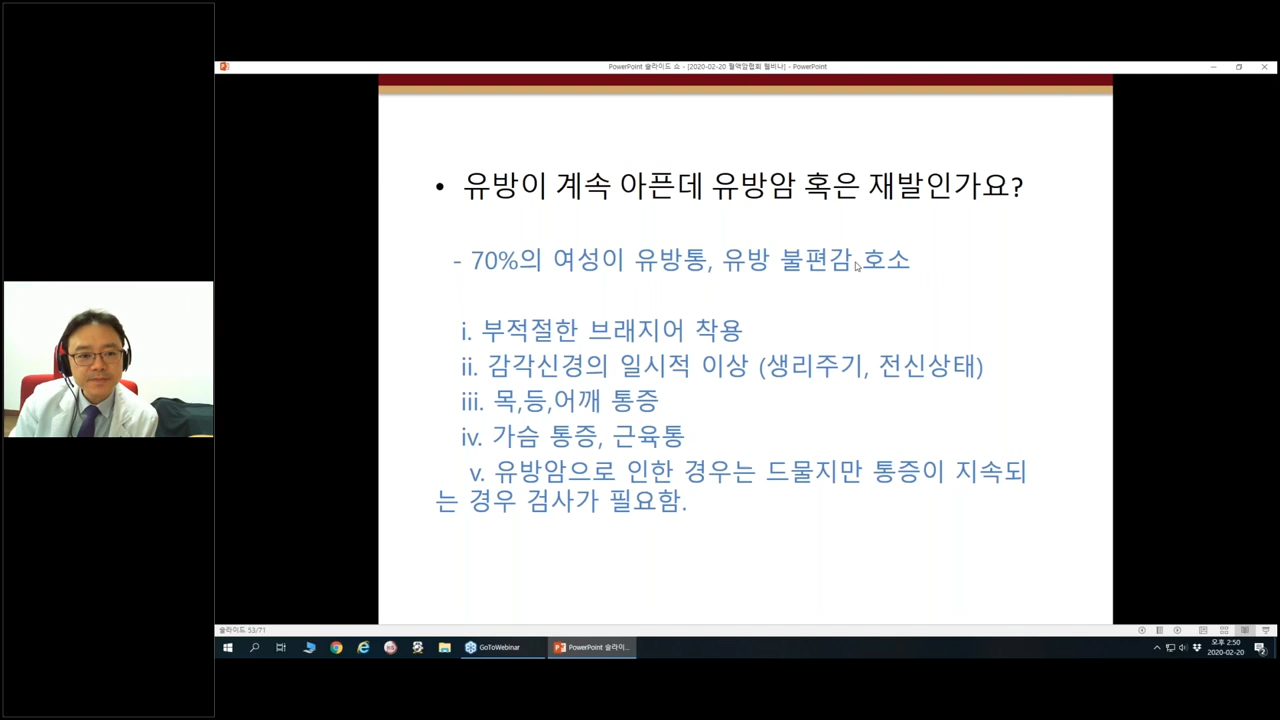 PowerPoint 슬라이드 쇼 - [2020-02-20 혈액암협회 웹비나] - PowerPoint
• 유방이 계속 아픈데 유방암 혹은 재발인가요?
- 70%의 여성이 유방통, 유방 불편감 호소
i. 부적절한 브래지어 착용
ii. 감각신경의 일시적 이상 (생리주기, 전신상태)
iii. 목,등,어깨 통증
iv. 가슴 통증, 근육통
v. 유방암으로 인한 경우는 드물지만 통증이 지속되
는 경우 검사가 필요함.
슬라이드 53/71
GoToWebinar
PowerPoint 슬라이...
오후 2:50
2020-02-20